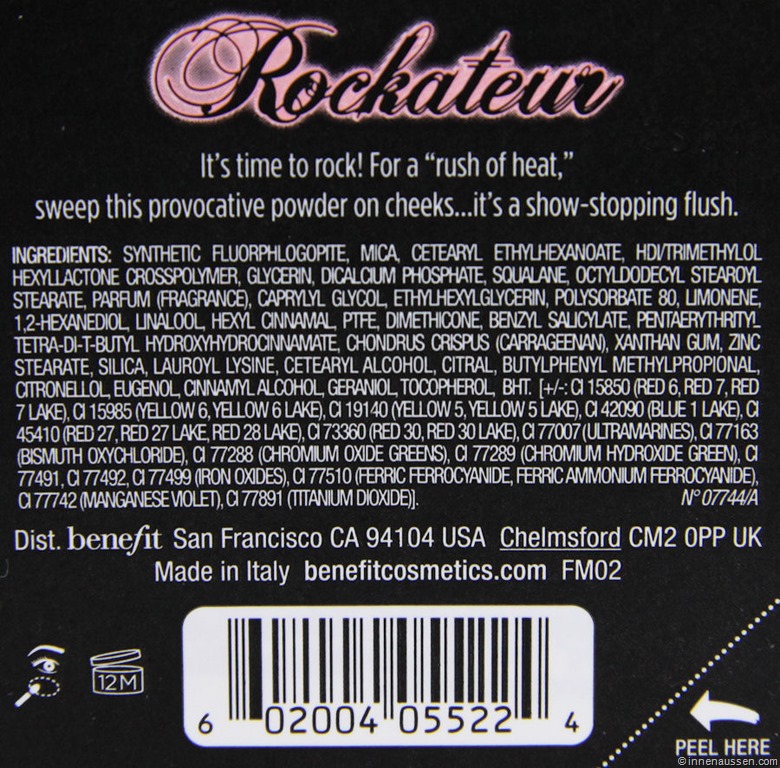 Rockateur
It's time to rock! For a “rush of heat,”
sweep this provocative powder on cheeks...it's a show-stopping flush.
INGREDIENTS: SYNTHETIC FLUORPHLOGOPITE, MICA, CETEARYL ETHYLHEXANOATE, HDI/TRIMETHYLOL
HEXYLLACTONE CROSSPOLYMER, GLYCERIN, DICALCIUM PHOSPHATE, SQUALANE, OCTYLDODECYL STEAROYL
STEARATE, PARFUM (FRAGRANCE), CAPRYLYL GLYCOL, ETHYLHEXYLGLYCERIN, POLYSORBATE 80, LIMONENE,
1,2-HEXANEDIOL, LINALOOL, HEXYL CINNAMAL, PTFE, DIMETHICONE, BENZYL SALICYLATE, PENTAERYTHRITYL
TETRA-DI-T-BUTYL HYDROXYHYDROCINNAMATE, CHONDRUS CRISPUS (CARRAGEENAN), XANTHAN GUM, ZINC
STEARATE, SILICA, LAUROYL LYSINE, CETEARYL ALCOHOL, CITRAL, BUTYLPHENYL METHYLPROPIONAL,
CITRONELLOL, EUGENOL, CINNAMYL ALCOHOL, GERANIOL, TOCOPHEROL, BHT. [+/-: CI 15850 (RED 6, RED 7, RED
7 LAKE), CI 15985 (YELLOW 6, YELLOW 6 LAKE), CI 19140 (YELLOW 5, YELLOW 5 LAKE), CI 42090 (BLUE 1 LAKE), CI
45410 (RED 27, RED 27 LAKE, RED 28 LAKE), CI 73360 (RED 30, RED 30 LAKE), CI 77007 (ULTRAMARINES), CI 77163
(BISMUTH OXYCHLORIDE), CI 77288 (CHROMIUM OXIDE GREENS), CI 77289 (CHROMIUM HYDROXIDE GREEN), CI
77491, CI 77492, CI 77499 (IRON OXIDES), CI 77510 (FERRIC FERROCYANIDE, FERRIC AMMONIUM FERROCYANIDE),
CI 77742 (MANGANESE VIOLET), CI 77891 (TITANIUM DIOXIDE)]. N° 07744/A
Dist. benefit San Francisco CA 94104 USA Chelmsford CM2 0PP UK
Made in Italy benefitcosmetics.com FM02
12M
6 02004 05522 4
PEEL HERE
© innenaussen.com